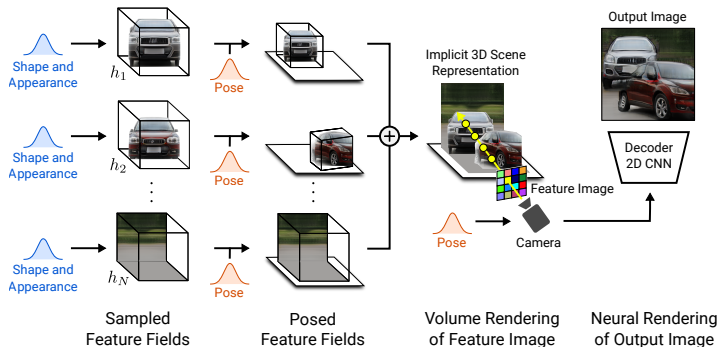 Shape and
Appearance
h1
Pose
Shape and
Appearance
h2
Pose
Shape and
Appearance
hN
Pose
Implicit 3D Scene
Representation
Feature Image
Pose
Camera
Output Image
Decoder
2D CNN
Sampled
Feature Fields
Posed
Feature Fields
Volume Rendering
of Feature Image
Neural Rendering
of Output Image